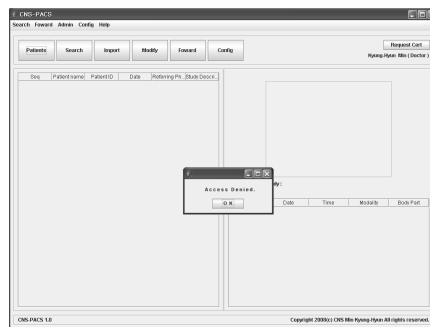 CNS-PACS
Search Foward Admin Config Help
Patients Search Import Modify Foward Config
Request Cert
Kyung-Hyun Min ( Doctor )
Seq Patient name Patient ID Date Referring Ph... Study Descri...
Access Denied.
O K
dy :
Date Time Modality Body Part
CNS-PACS 1.0
Copyright 2008(c) CNS Min Kyung-Hyun All rights reserved.